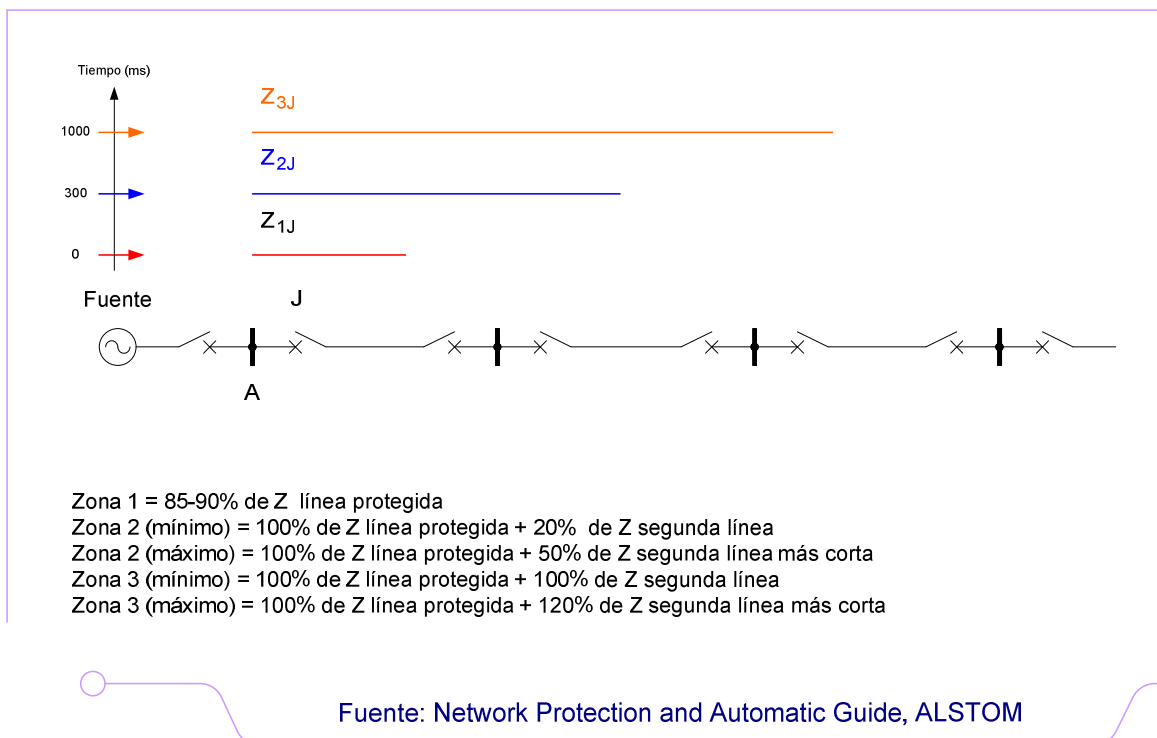 Tiempo (ms)
Z3J
1000
Z2J
300
Z1J
0
Fuente
J
A
Zona 1 = 85-90% de Z línea protegida
Zona 2 (mínimo) = 100% de Z línea protegida + 20% de Z segunda línea
Zona 2 (máximo) = 100% de Z línea protegida + 50% de Z segunda línea más corta
Zona 3 (mínimo) = 100% de Z línea protegida + 100% de Z segunda línea
Zona 3 (máximo) = 100% de Z línea protegida + 120% de Z segunda línea más corta
Fuente: Network Protection and Automatic Guide, ALSTOM